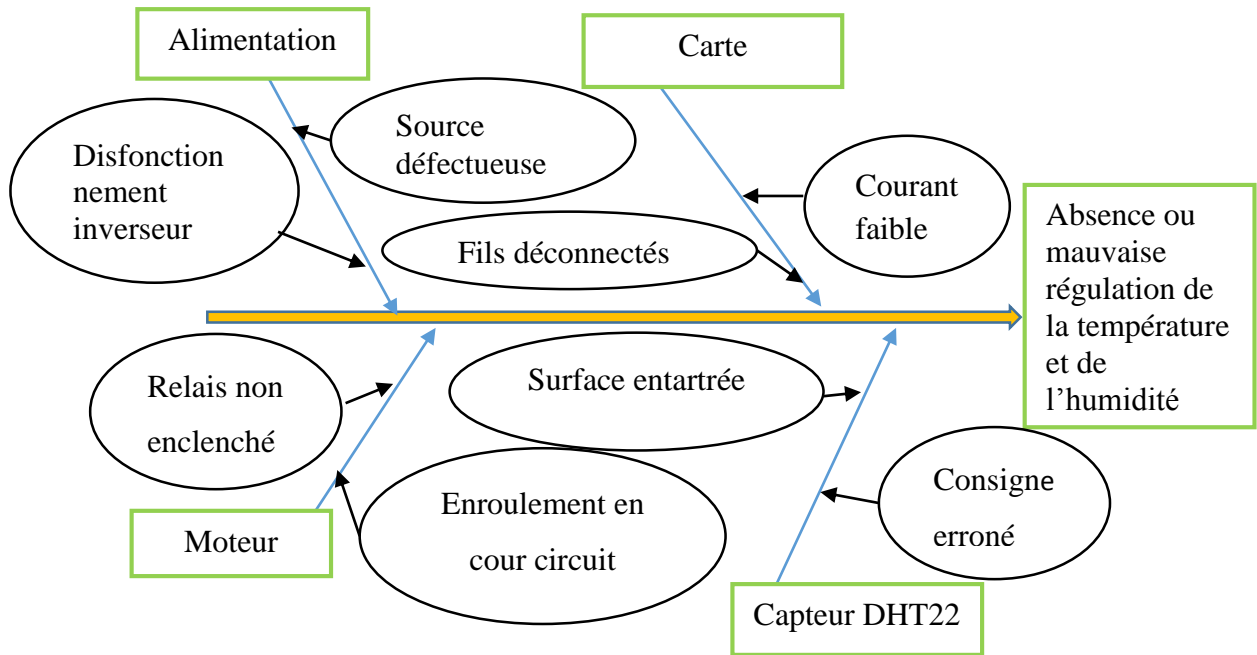 Alimentation
Carte
Source
défectueuse
Disfonction
nement
inverseur
Courant
faible
Fils déconnectés
Absence ou
mauvaise
régulation de
la température
et de
l’humidité
Relais non
enclenché
Surface entartrée
Enroulement en
cour circuit
Consigne
erroné
Moteur
Capteur DHT22